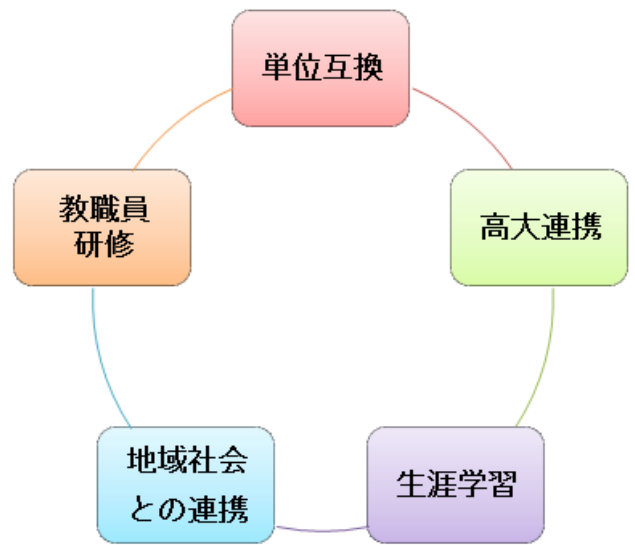 単位互換
教職員
研修
高大連携
地域社会
との連携
生涯学習